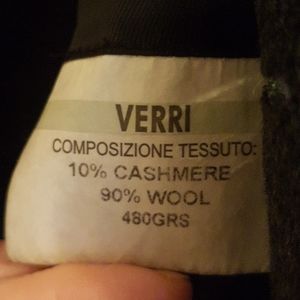 VERRI
COMPOSIZIONE TESSUTO:
10% CASHMERE
90% WOOL
480GRS